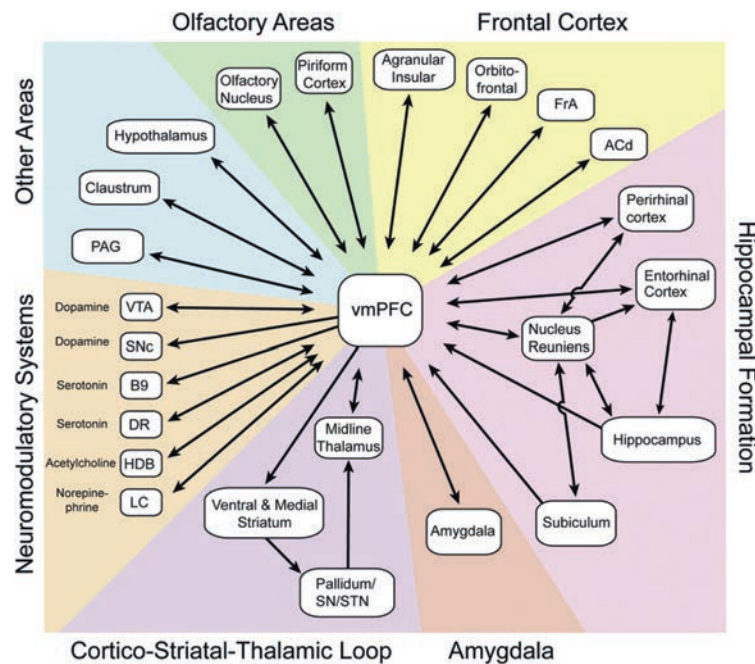 Olfactory Areas
Frontal Cortex
Other Areas
Olfactory
Nucleus
Piriform
Cortex
Agranular
Insular
Orbito-
frontal
FrA
ACd
Hypothalamus
Claustrum
PAG
Perirhinal
cortex
Entorhinal
Cortex
Nucleus
Reuniens
Hippocampus
Subiculum
Hippocampal Formation
vmPFC
Neuromodulatory Systems
Dopamine VTA
Dopamine SNc
Serotonin B9
Serotonin DR
Acetylcholine HDB
Norepine-
phrine
LC
Midline
Thalamus
Ventral & Medial
Striatum
Pallidum/
SN/STN
Amygdala
Cortico-Striatal-Thalamic Loop
Amygdala